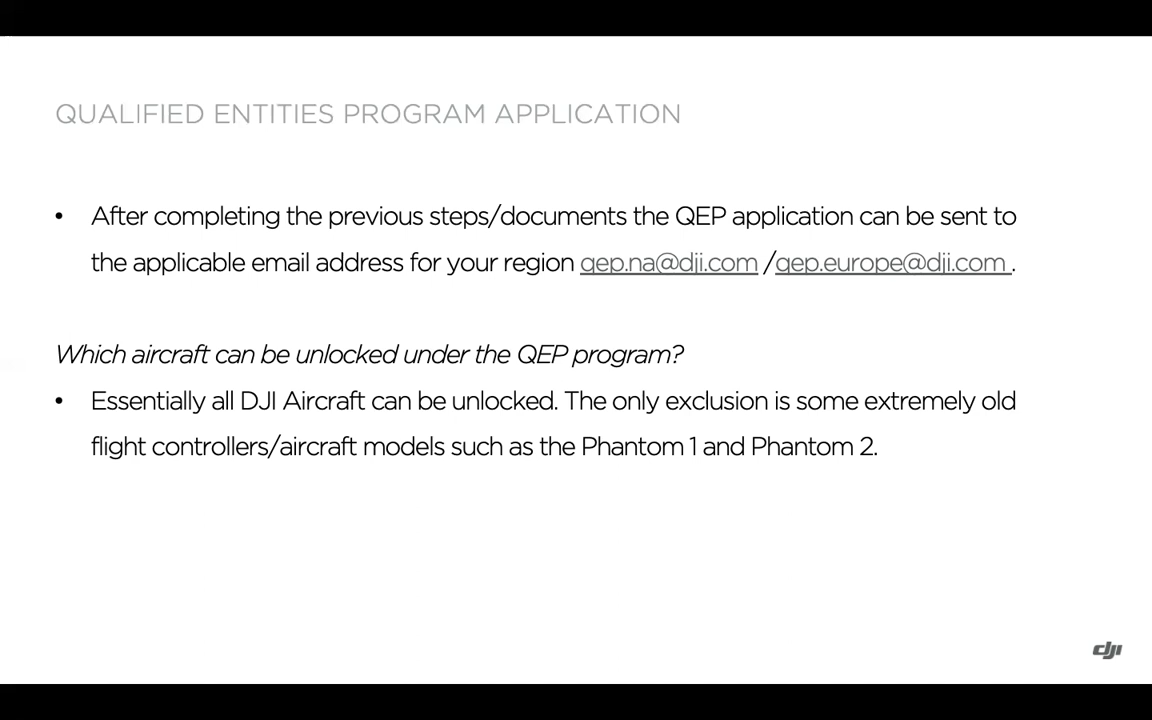 QUALIFIED ENTITIES PROGRAM APPLICATION
• After completing the previous steps/documents the QEP application can be sent to
the applicable email address for your region qep.na@dji.com /qep.europe@dji.com .
Which aircraft can be unlocked under the QEP program?
• Essentially all DJI Aircraft can be unlocked. The only exclusion is some extremely old
flight controllers/aircraft models such as the Phantom 1 and Phantom 2.
dji